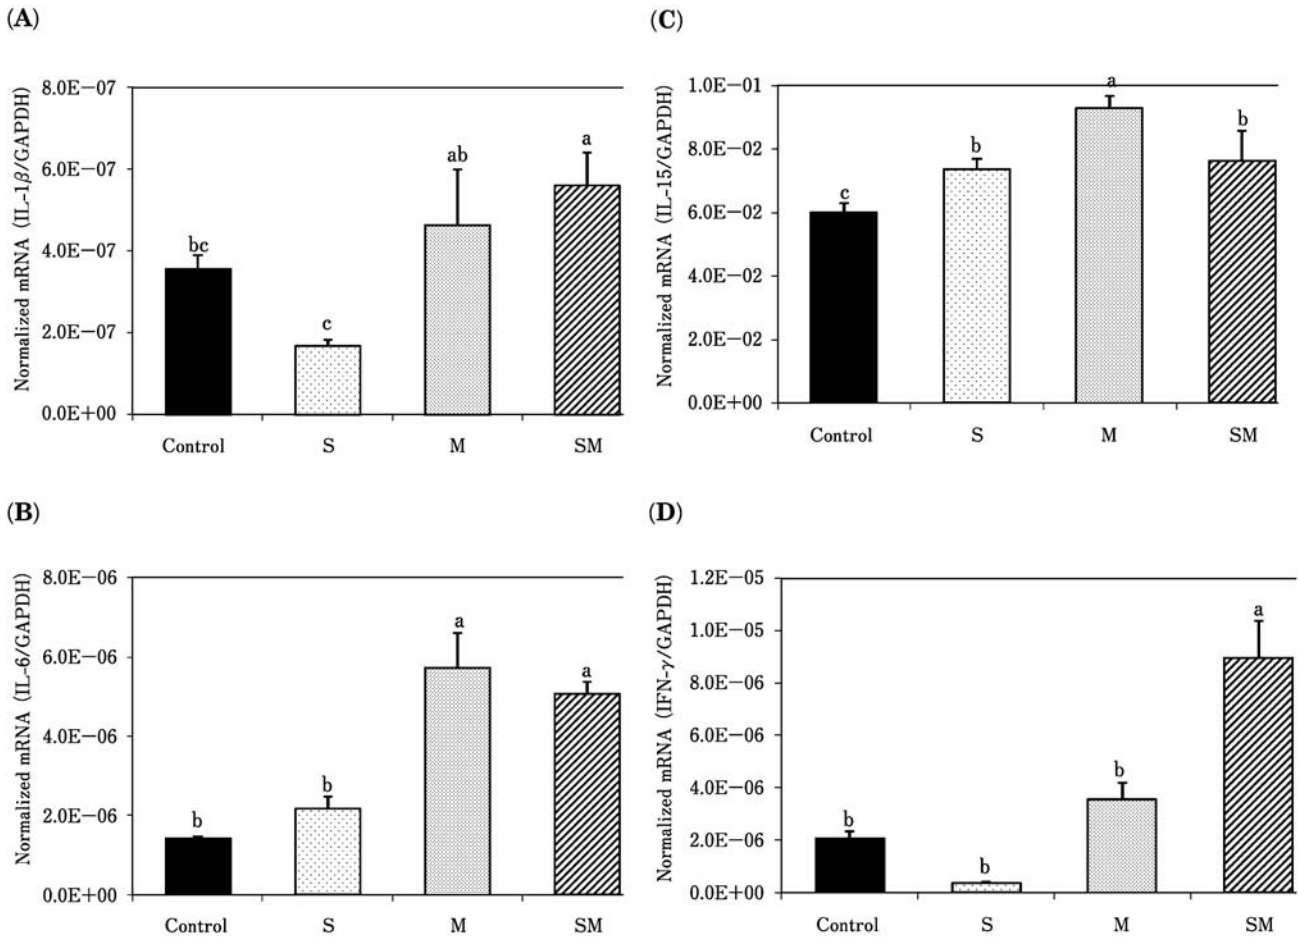 (A)
Normalized mRNA (IL−1β/GAPDH)
8.0E−07
6.0E−07
4.0E−07
2.0E−07
0.0E+00
bc
c
ab
a
Control S M SM
(B)
Normalized mRNA (IL−6/GAPDH)
8.0E−06
6.0E−06
4.0E−06
2.0E−06
0.0E+00
b
b
a
a
Control S M SM
(C)
Normalized mRNA (IL−15/GAPDH)
1.0E−01
8.0E−02
6.0E−02
4.0E−02
2.0E−02
0.0E+00
c
b
a
b
Control S M SM
(D)
Normalized mRNA (IFN−γ/GAPDH)
1.2E−05
1.0E−05
8.0E−06
6.0E−06
4.0E−06
2.0E−06
0.0E+00
b
b
b
a
Control S M SM